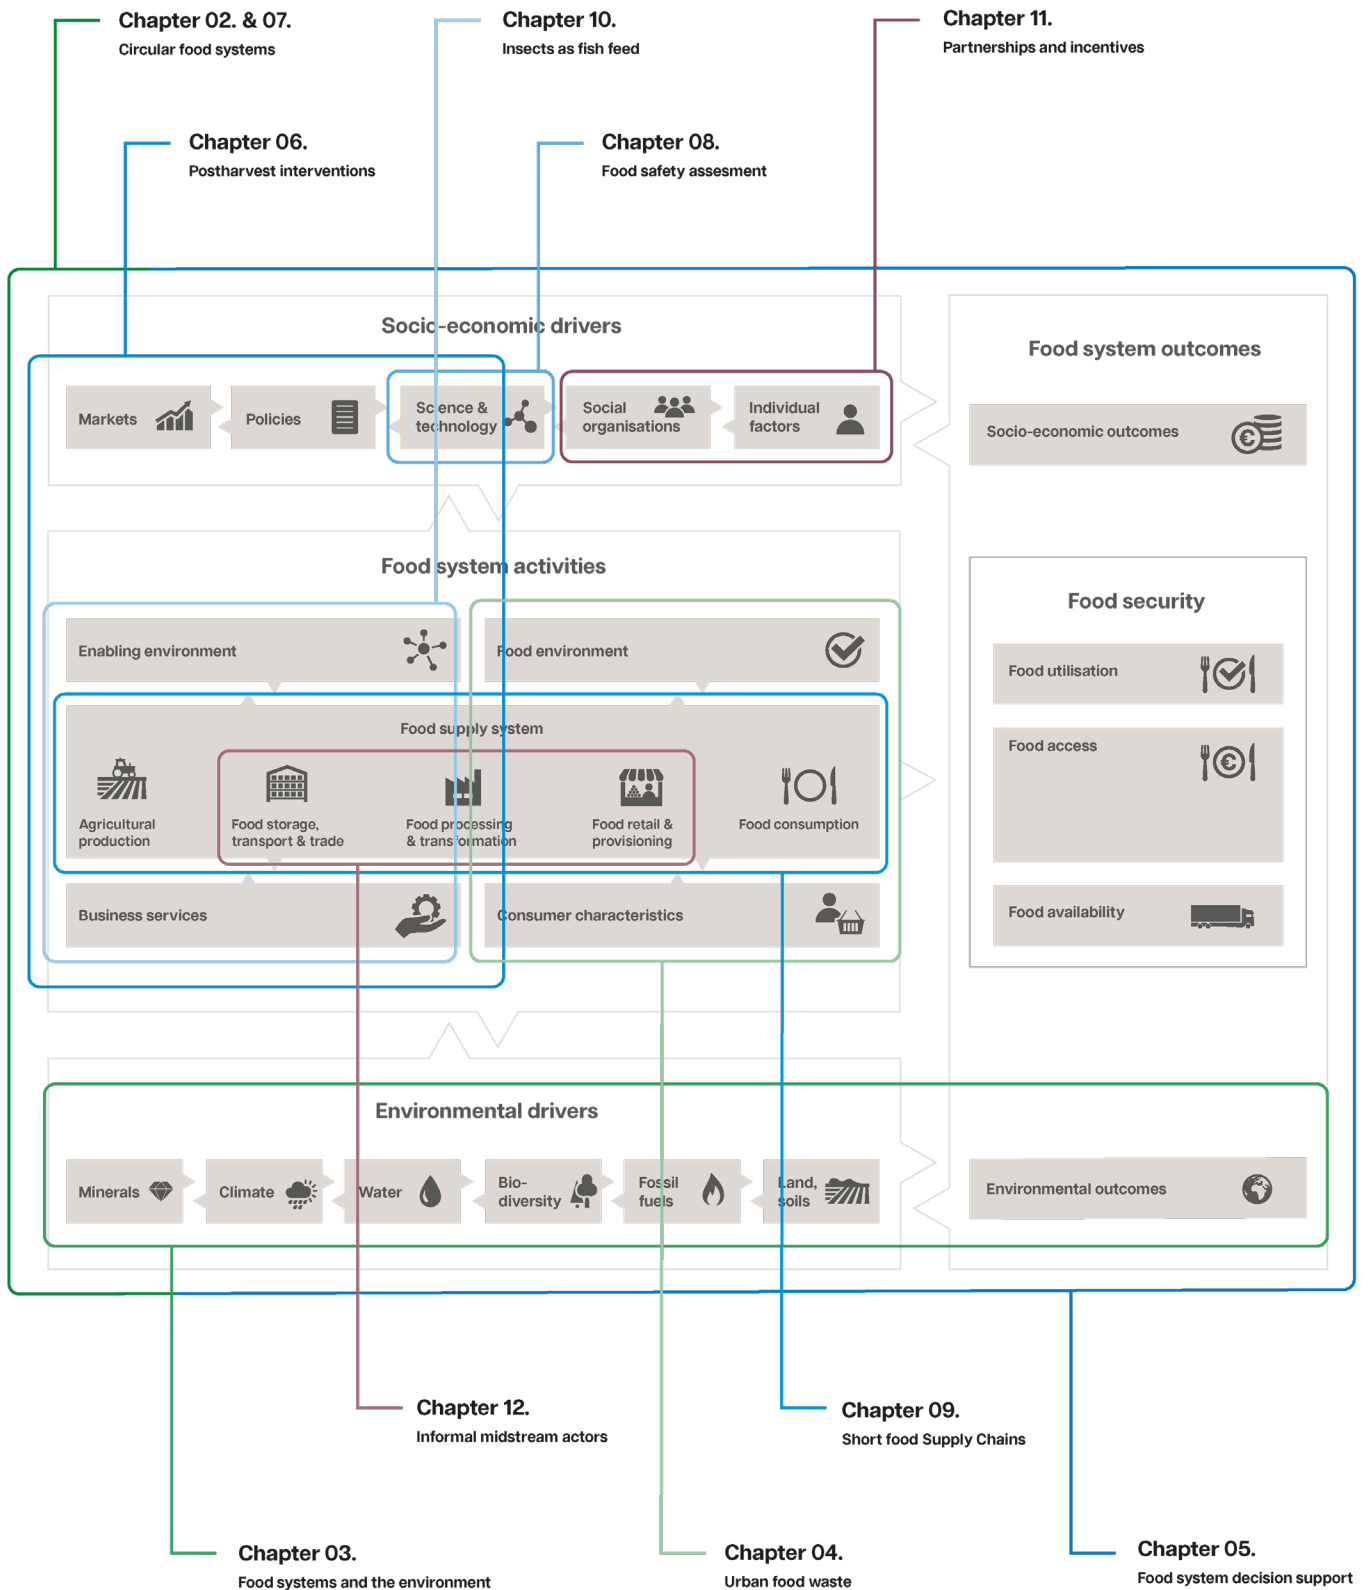 Chapter 02. & 07.
Circular food systems
Chapter 10.
Insects as fish feed
Chapter 11.
Partnerships and incentives
Chapter 06.
Postharvest interventions
Chapter 08.
Food safety assesment
Socio-economic drivers
Markets
Policies
Science &
technology
Social
organisations
Individual
factors
Food system outcomes
Socio-economic outcomes
Food system activities
Enabling environment
Food environment
Food supply system
Agricultural
production
Food storage,
transport & trade
Food processing
& transformation
Food retail &
provisioning
Food consumption
Business services
Consumer characteristics
Food security
Food utilisation
Food access
Food availability
Environmental drivers
Minerals
Climate
Water
Bio-
diversity
Fossil
fuels
Land,
soils
Environmental outcomes
Chapter 12.
Informal midstream actors
Chapter 09.
Short food Supply Chains
Chapter 03.
Food systems and the environment
Chapter 04.
Urban food waste
Chapter 05.
Food system decision support